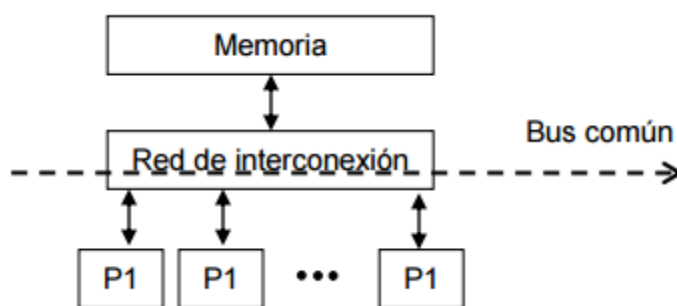 Memoria
Bus común
Red de interconexión
P1 P1 ••• P1